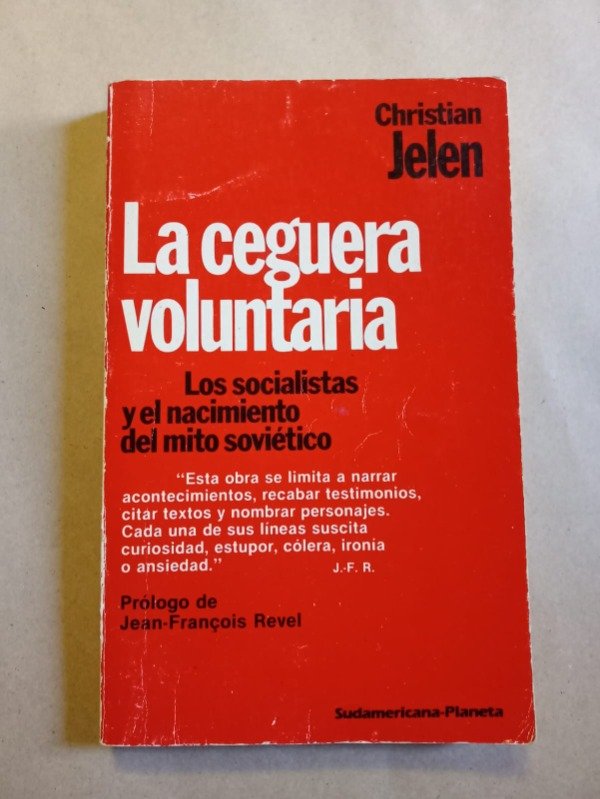 Christian
Jelen
La ceguera
voluntaria
Los socialistas
y el nacimiento
del mito soviético
“Esta obra se limita a narrar
acontecimientos, recabar testimonios,
citar textos y nombrar personajes.
Cada una de sus líneas suscita
curiosidad, estupor, cólera, ironía
o ansiedad.”
J.-F. R.
Prólogo de
Jean-François Revel
Sudamericana-Planeta